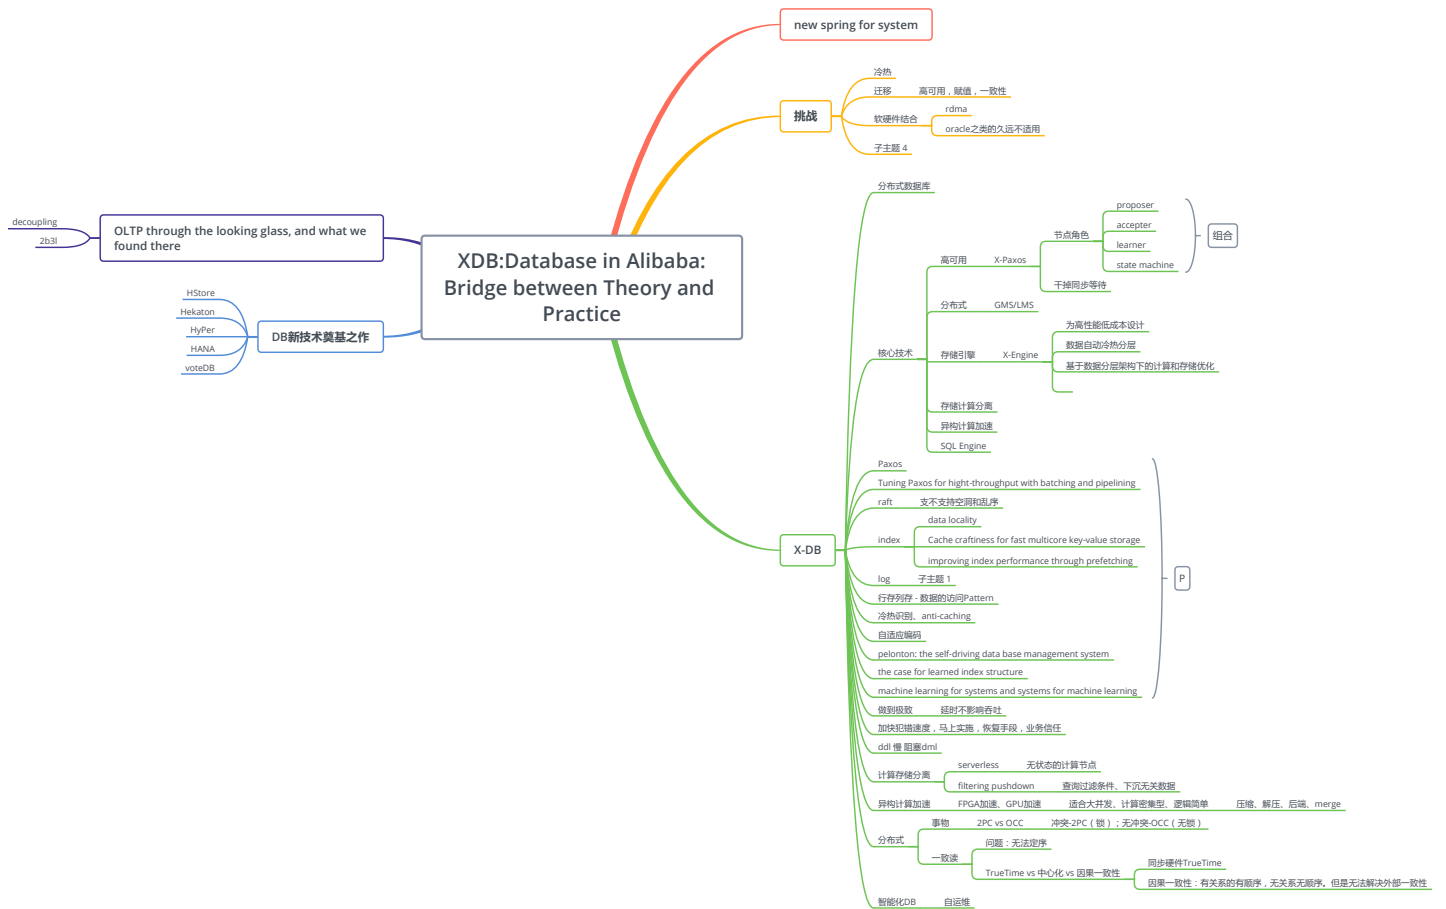 XDB:Database in Alibaba:
Bridge between Theory and
Practice
new spring for system
挑战
冷热
迁移
高可用，赋值，一致性
软硬件结合
rdma
oracle之类的久远不适用
子主题 4
X-DB
分布式数据库
核心技术
高可用
X-Paxos
节点角色
proposer
accepter
learner
state machine
组合
干掉同步等待
分布式
GMS/LMS
存储引擎
X-Engine
为高性能低成本设计
数据自动冷热分层
基于数据分层架构下的计算和存储优化
存储计算分离
异构计算加速
SQL Engine
Paxos
Tuning Paxos for hight-throughput with batching and pipelining
raft
支不支持空洞和乱序
index
data locality
Cache craftiness for fast multicore key-value storage
improving index performance through prefetching
log
子主题 1
行存列存 - 数据的访问Pattern
冷热识别、anti-caching
自适应编码
pelonton: the self-driving data base management system
the case for learned index structure
machine learning for systems and systems for machine learning
P
做到极致
延时不影响吞吐
加快犯错速度，马上实施，恢复手段，业务信任
ddl 慢 阻塞dml
计算存储分离
serverless
无状态的计算节点
filtering pushdown
查询过滤条件、下沉无关数据
异构计算加速
FPGA加速、GPU加速
适合大并发、计算密集型、逻辑简单
压缩、解压、后端、merge
分布式
事物
2PC vs OCC
冲突-2PC（锁）；无冲突-OCC（无锁）
一致读
问题：无法定序
TrueTime vs 中心化 vs 因果一致性
同步硬件TrueTime
因果一致性：有关系的有顺序，无关系无顺序。但是无法解决外部一致性
智能化DB
自运维
OLTP through the looking glass, and what we
found there
decoupling
2b3l
DB新技术奠基之作
HStore
Hekaton
HyPer
HANA
voteDB